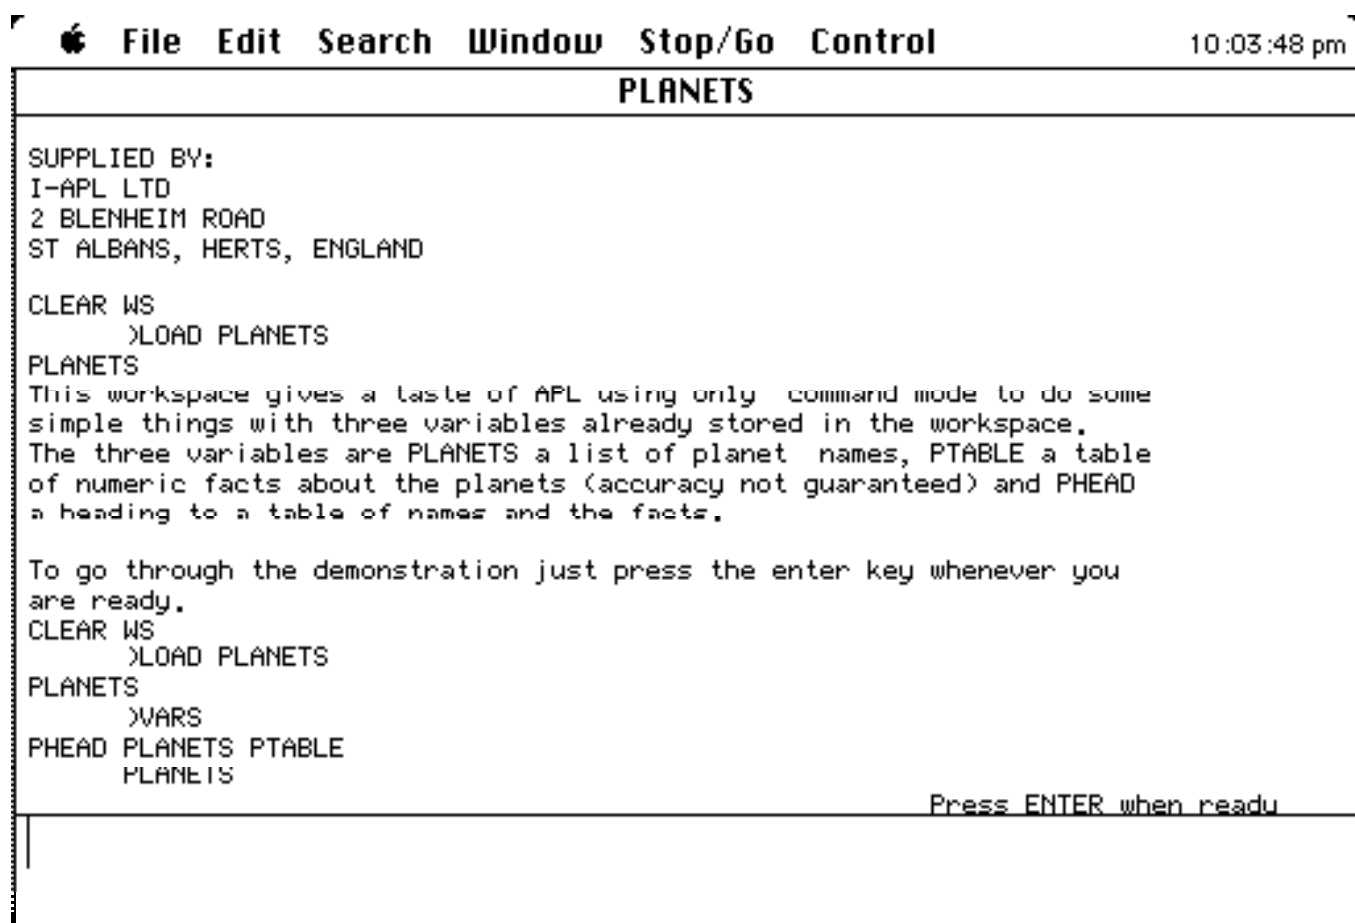 File Edit Search Window Stop/Go Control 10:03:48 pm
PLANETS
SUPPLIED BY:
I-APL LTD
2 BLENHEIM ROAD
ST ALBANS, HERTS, ENGLAND
CLEAR WS
)LOAD PLANETS
PLANETS
This workspace gives a taste of APL using only  command mode to do some
simple things with three variables already stored in the workspace.
The three variables are PLANETS a list of planet  names, PTABLE a table
of numeric facts about the planets (accuracy not guaranteed) and PHEAD
a heading to a table of names and the facts.
To go through the demonstration just press the enter key whenever you
are ready.
CLEAR WS
)LOAD PLANETS
PLANETS
)VARS
PHEAD PLANETS PTABLE
PLANETS
Press ENTER when ready